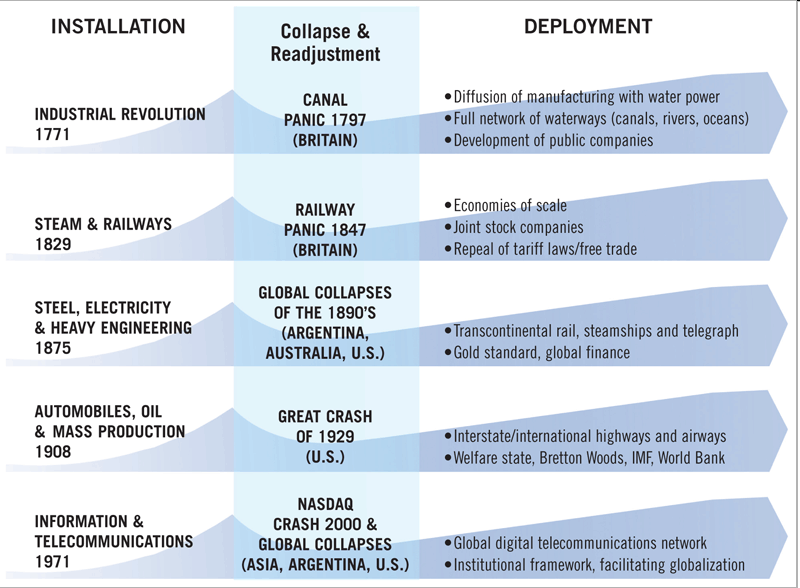 INSTALLATION
Collapse &
Readjustment
DEPLOYMENT
INDUSTRIAL REVOLUTION
1771
CANAL
PANIC 1797
(BRITAIN)
• Diffusion of manufacturing with water power
• Full network of waterways (canals, rivers, oceans)
• Development of public companies
STEAM & RAILWAYS
1829
RAILWAY
PANIC 1847
(BRITAIN)
• Economies of scale
• Joint stock companies
• Repeal of tariff laws/free trade
STEEL, ELECTRICITY
& HEAVY ENGINEERING
1875
GLOBAL COLLAPSES
OF THE 1890'S
(ARGENTINA,
AUSTRALIA, U.S.)
• Transcontinental rail, steamships and telegraph
• Gold standard, global finance
AUTOMOBILES, OIL
& MASS PRODUCTION
1908
GREAT CRASH
OF 1929
(U.S.)
• Interstate/international highways and airways
• Welfare state, Bretton Woods, IMF, World Bank
INFORMATION &
TELECOMMUNICATIONS
1971
NASDAQ
CRASH 2000 &
GLOBAL COLLAPSES
(ASIA, ARGENTINA, U.S.)
• Global digital telecommunications network
• Institutional framework, facilitating globalization